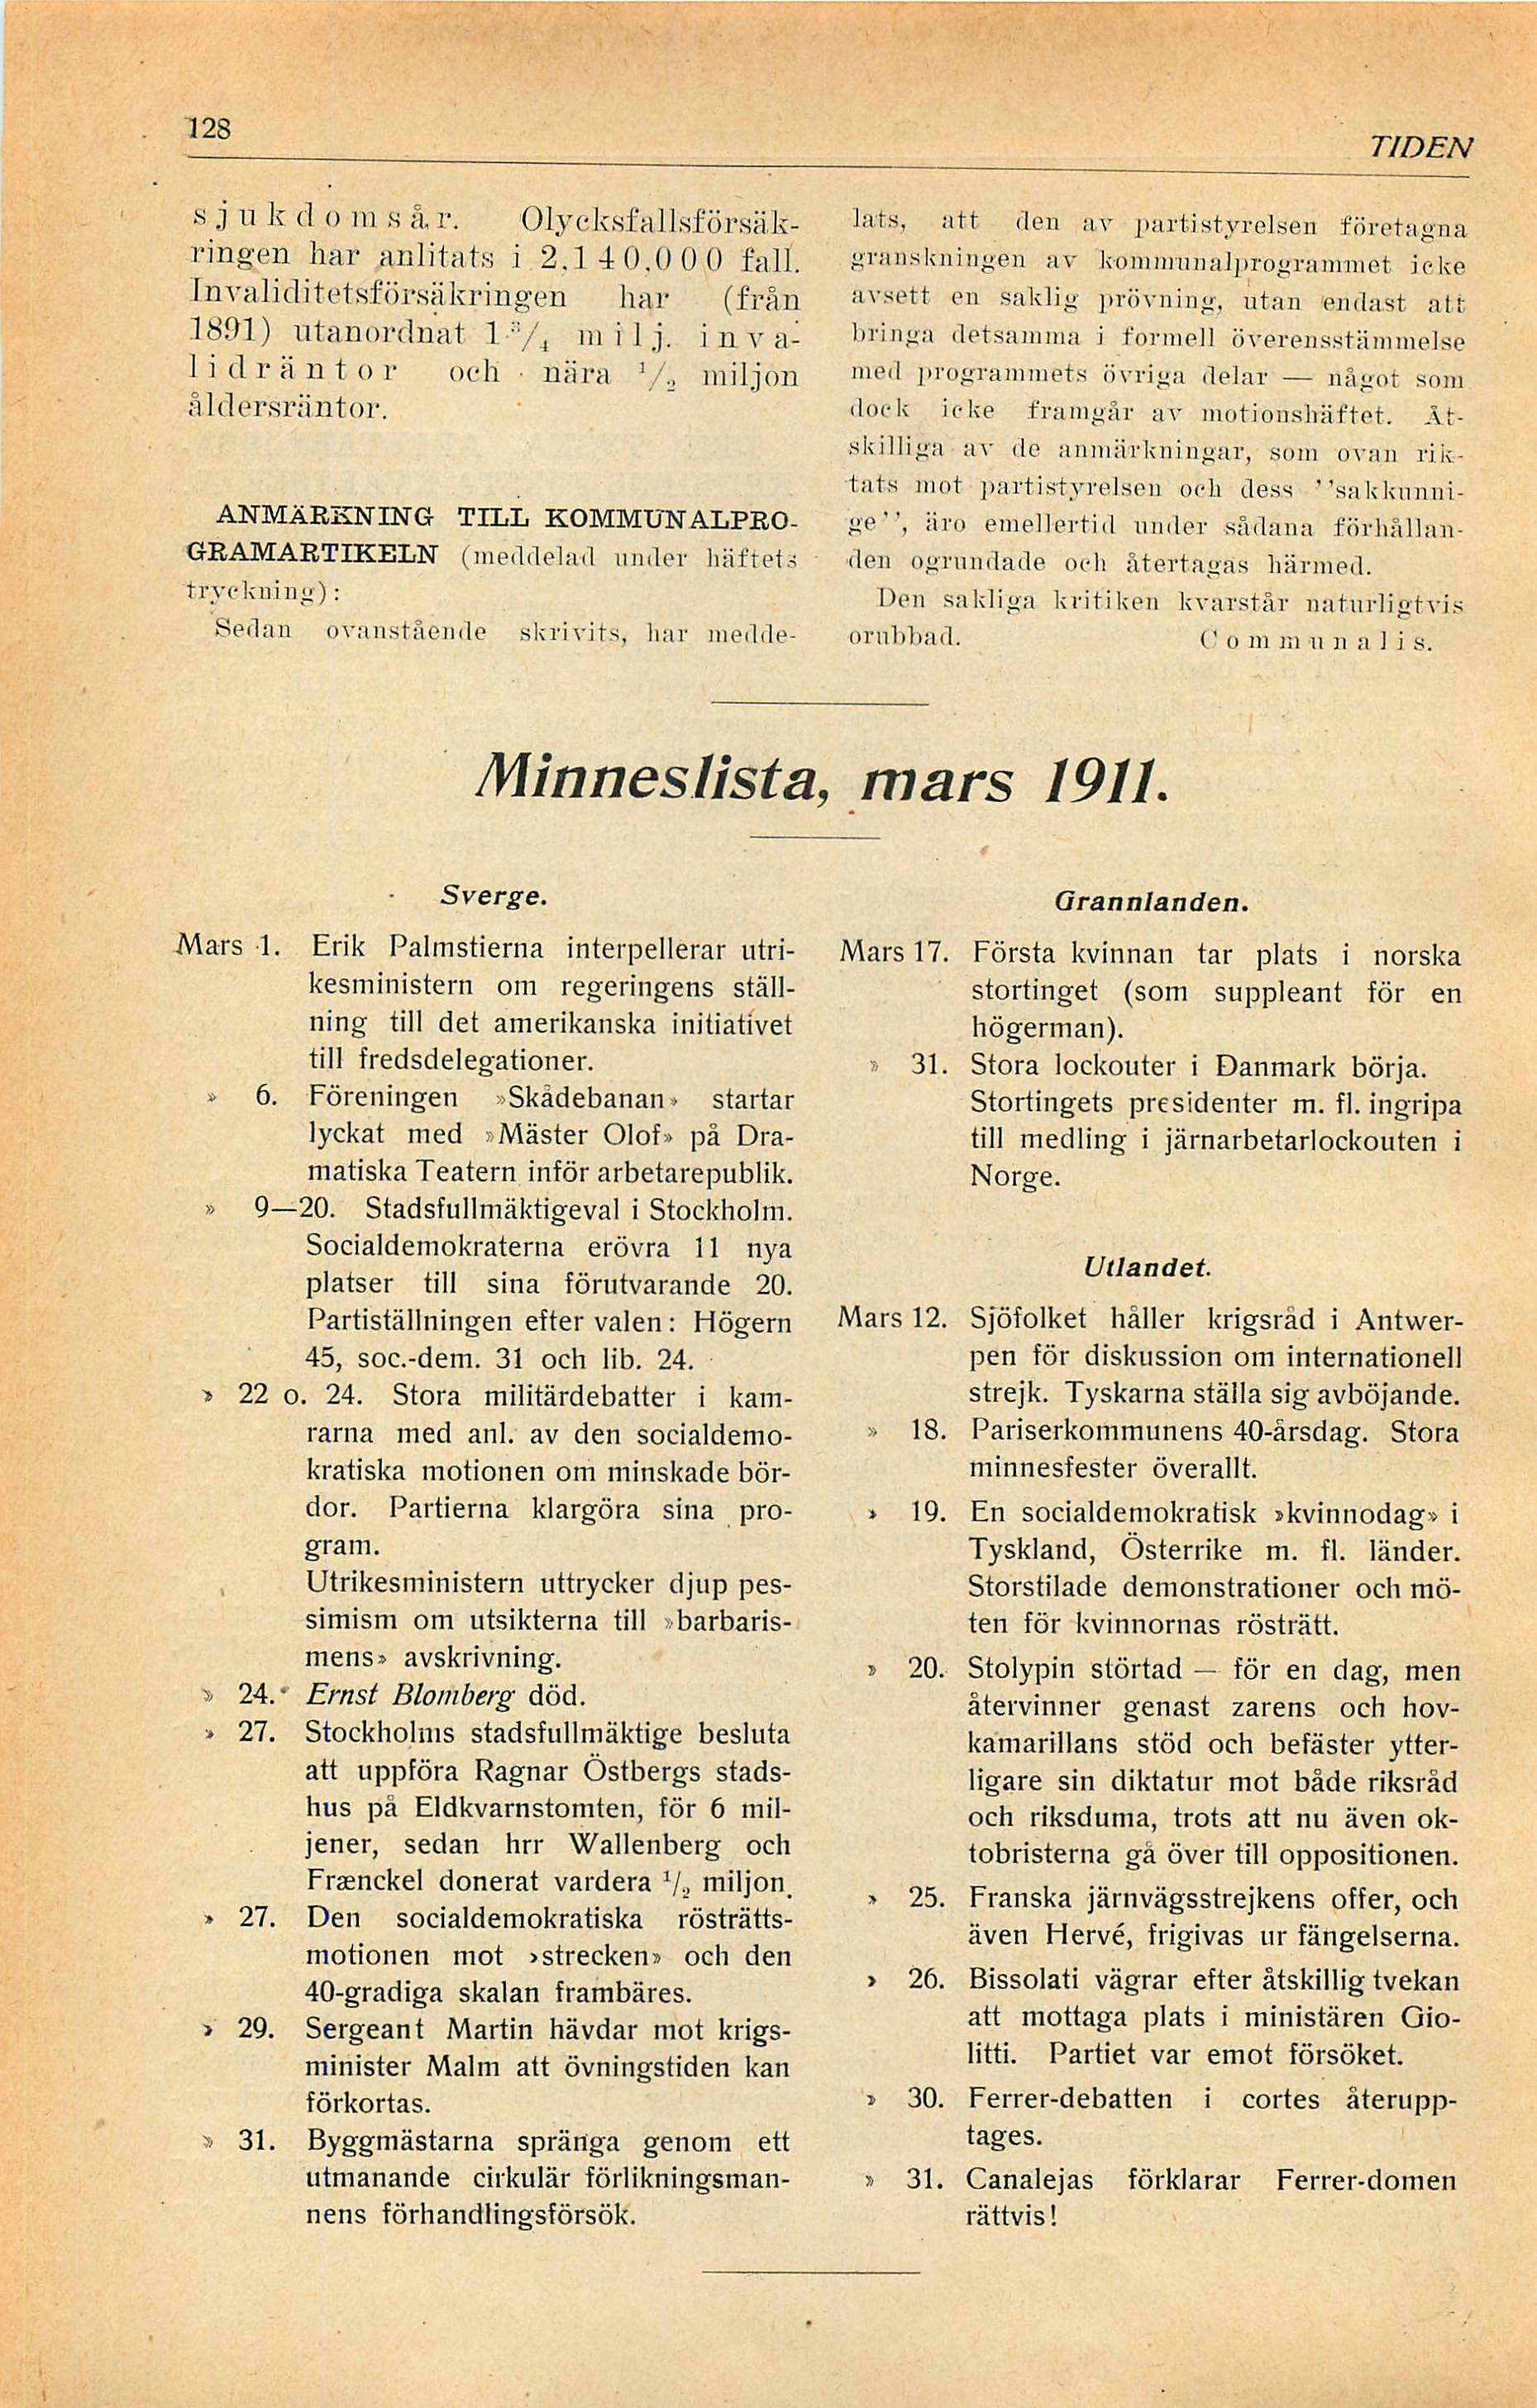 128
TIDEN
sjukdomsår. Olycksfallsförsäk-
ringen har anlitats i 2,140,000 fall.
Invaliditetsförsäkringen har (från
1891) utanordnat 1 3/4 milj. inva-
lidräntor och nära 1/2 miljon
åldersräntor.
ANMÄRKNING TILL KOMMUNALPRO-
GRAMARTIKELN (meddelad under häftets
tryckning):
Sedan ovanstående skrivits, har medde-
lats, att den av partistyrelsen företagna
granskningen av kommunalprogrammet icke
avsett en saklig prövning, utan endast att
bringa detsamma i formell överensstämmelse
med programmets övriga delar — något som
dock icke framgår av motionshäftet. Åt-
skilliga av de anmärkningar, som ovan rik-
tats mot partistyrelsen och dess ''sakkunni-
ge'', äro emellertid under sådana förhållan-
den ogrundade och återtagas härmed.
Den sakliga kritiken kvarstår naturligtvis
orubbad. Communalis.
Minneslista, mars 1911.
Sverge.
Mars 1. Erik Palmstierna interpellerar utri-
kesministern om regeringens ställ-
ning till det amerikanska initiativet
till fredsdelegationer.
» 6. Föreningen »Skådebanan» startar
lyckat med »Mäster Olof» på Dra-
matiska Teatern inför arbetarepublik.
» 9—20. Stadsfullmäktigeval i Stockholm.
Socialdemokraterna erövra 11 nya
platser till sina förutvarande 20.
Partiställningen efter valen: Högern
45, soc.-dem. 31 och lib. 24.
» 22 o. 24. Stora militärdebatter i kam-
rarna med anl. av den socialdemo-
kratiska motionen om minskade bör-
dor. Partierna klargöra sina pro-
gram.
Utrikesministern uttrycker djup pes-
simism om utsikterna till »barbaris-
mens» avskrivning.
» 24. Ernst Blomberg död.
» 27. Stockholms stadsfullmäktige besluta
att uppföra Ragnar Östbergs stads-
hus på Eldkvarnstomten, för 6 mil-
jener, sedan hrr Wallenberg och
Frænckel donerat vardera 1/2 miljon.
» 27. Den socialdemokratiska rösträtts-
motionen mot ›strecken» och den
40-gradiga skalan frambäres.
» 29. Sergeant Martin hävdar mot krigs-
minister Malm att övningstiden kan
förkortas.
» 31. Byggmästarna spränga genom ett
utmanande cirkulär förlikningsman-
nens förhandlingsförsök.
Grannlanden.
Mars 17. Första kvinnan tar plats i norska
stortinget (som suppleant för en
högerman).
» 31. Stora lockouter i Danmark börja.
Stortingets presidenter m. fl. ingripa
till medling i järnarbetarlockouten i
Norge.
Utlandet.
Mars 12. Sjöfolket håller krigsråd i Antwer-
pen för diskussion om internationell
strejk. Tyskarna ställa sig avböjande.
» 18. Pariserkommunens 40-årsdag. Stora
minnesfester överallt.
» 19. En socialdemokratisk »kvinnodag» i
Tyskland, Österrike m. fl. länder.
Storstilade demonstrationer och mö-
ten för kvinnornas rösträtt.
» 20. Stolypin störtad — för en dag, men
återvinner genast zarens och hov-
kamarillans stöd och befäster ytter-
ligare sin diktatur mot både riksråd
och riksduma, trots att nu även ok-
tobristerna gå över till oppositionen.
» 25. Franska järnvägsstrejkens offer, och
även Hervé, frigivas ur fängelserna.
» 26. Bissolati vägrar efter åtskillig tvekan
att mottaga plats i ministären Gio-
litti. Partiet var emot försöket.
» 30. Ferrer-debatten i cortes återupp-
tages.
» 31. Canalejas förklarar Ferrer-domen
rättvis!